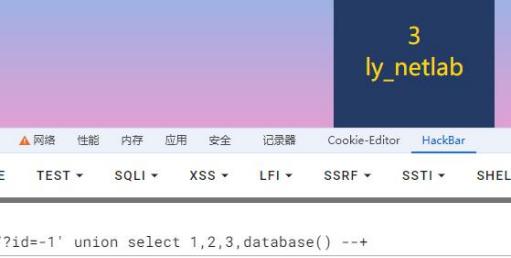 3
ly_netlab
网络 性能 内存 应用 安全 记录器 Cookie-Editor HackBar
E TEST SQLI XSS LFI SSRF SSTI SHEL
?id=-1' union select 1,2,3,database() --+